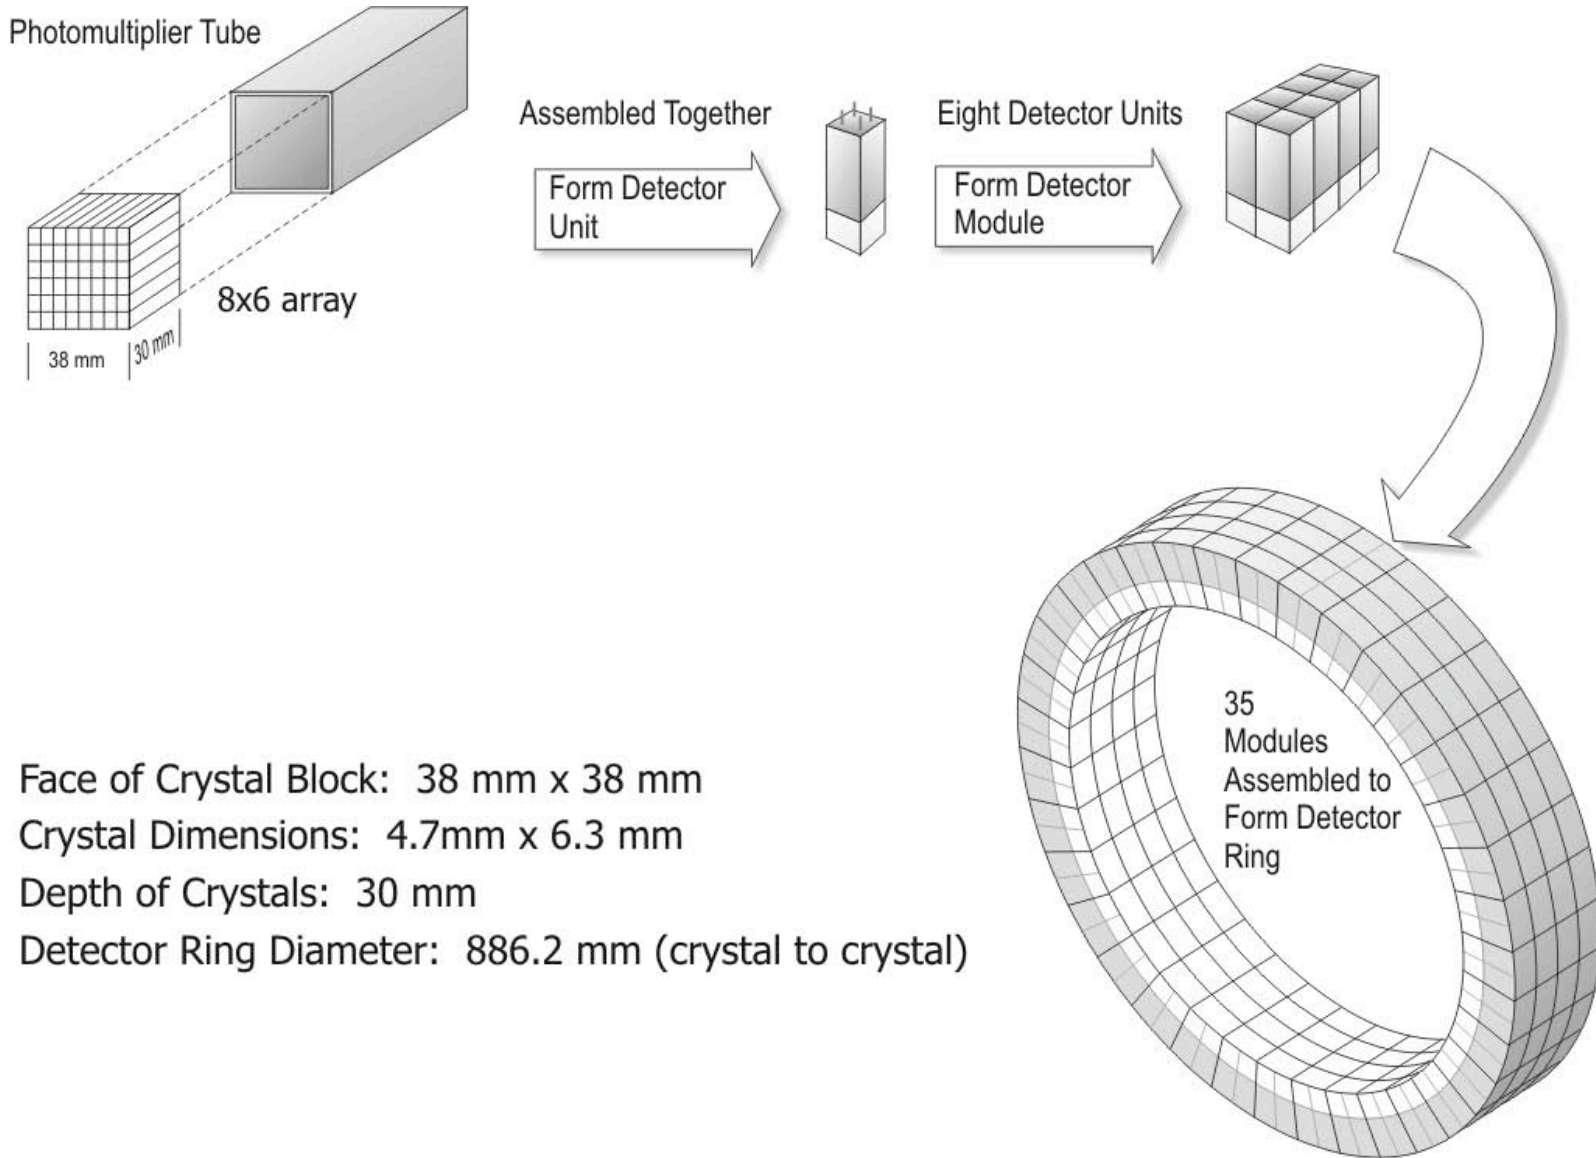 Photomultiplier Tube
Assembled Together
Form Detector
Unit
Eight Detector Units
Form Detector
Module
8x6 array
38 mm
30 mm
35
Modules
Assembled to
Form Detector
Ring
Face of Crystal Block: 38 mm x 38 mm
Crystal Dimensions: 4.7mm x 6.3 mm
Depth of Crystals: 30 mm
Detector Ring Diameter: 886.2 mm (crystal to crystal)